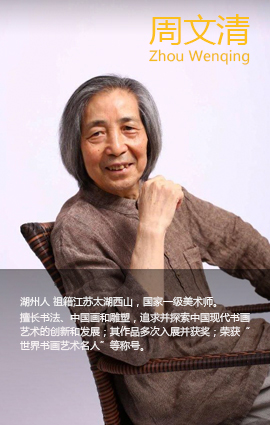 周文清
Zhou Wenqing
湖州人 祖籍江苏太湖西山，国家一级美术师。
擅长书法、中国画和雕塑，追求并探索中国现代书画
艺术的创新和发展；其作品多次入展并获奖；荣获“
世界书画艺术名人”等称号。